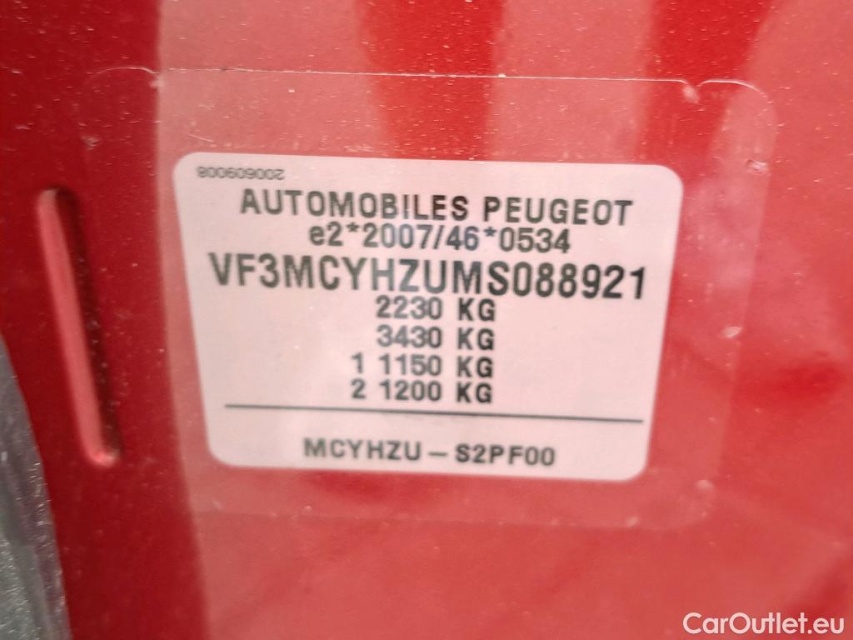 2006090008
AUTOMOBILES PEUGEOT
e2*2007/46*0534
VF3MCYHZUMS088921
2230 KG
3430 KG
1 1150 KG
2 1200 KG
MCYHZU – S2PF00
CarOutlet.eu